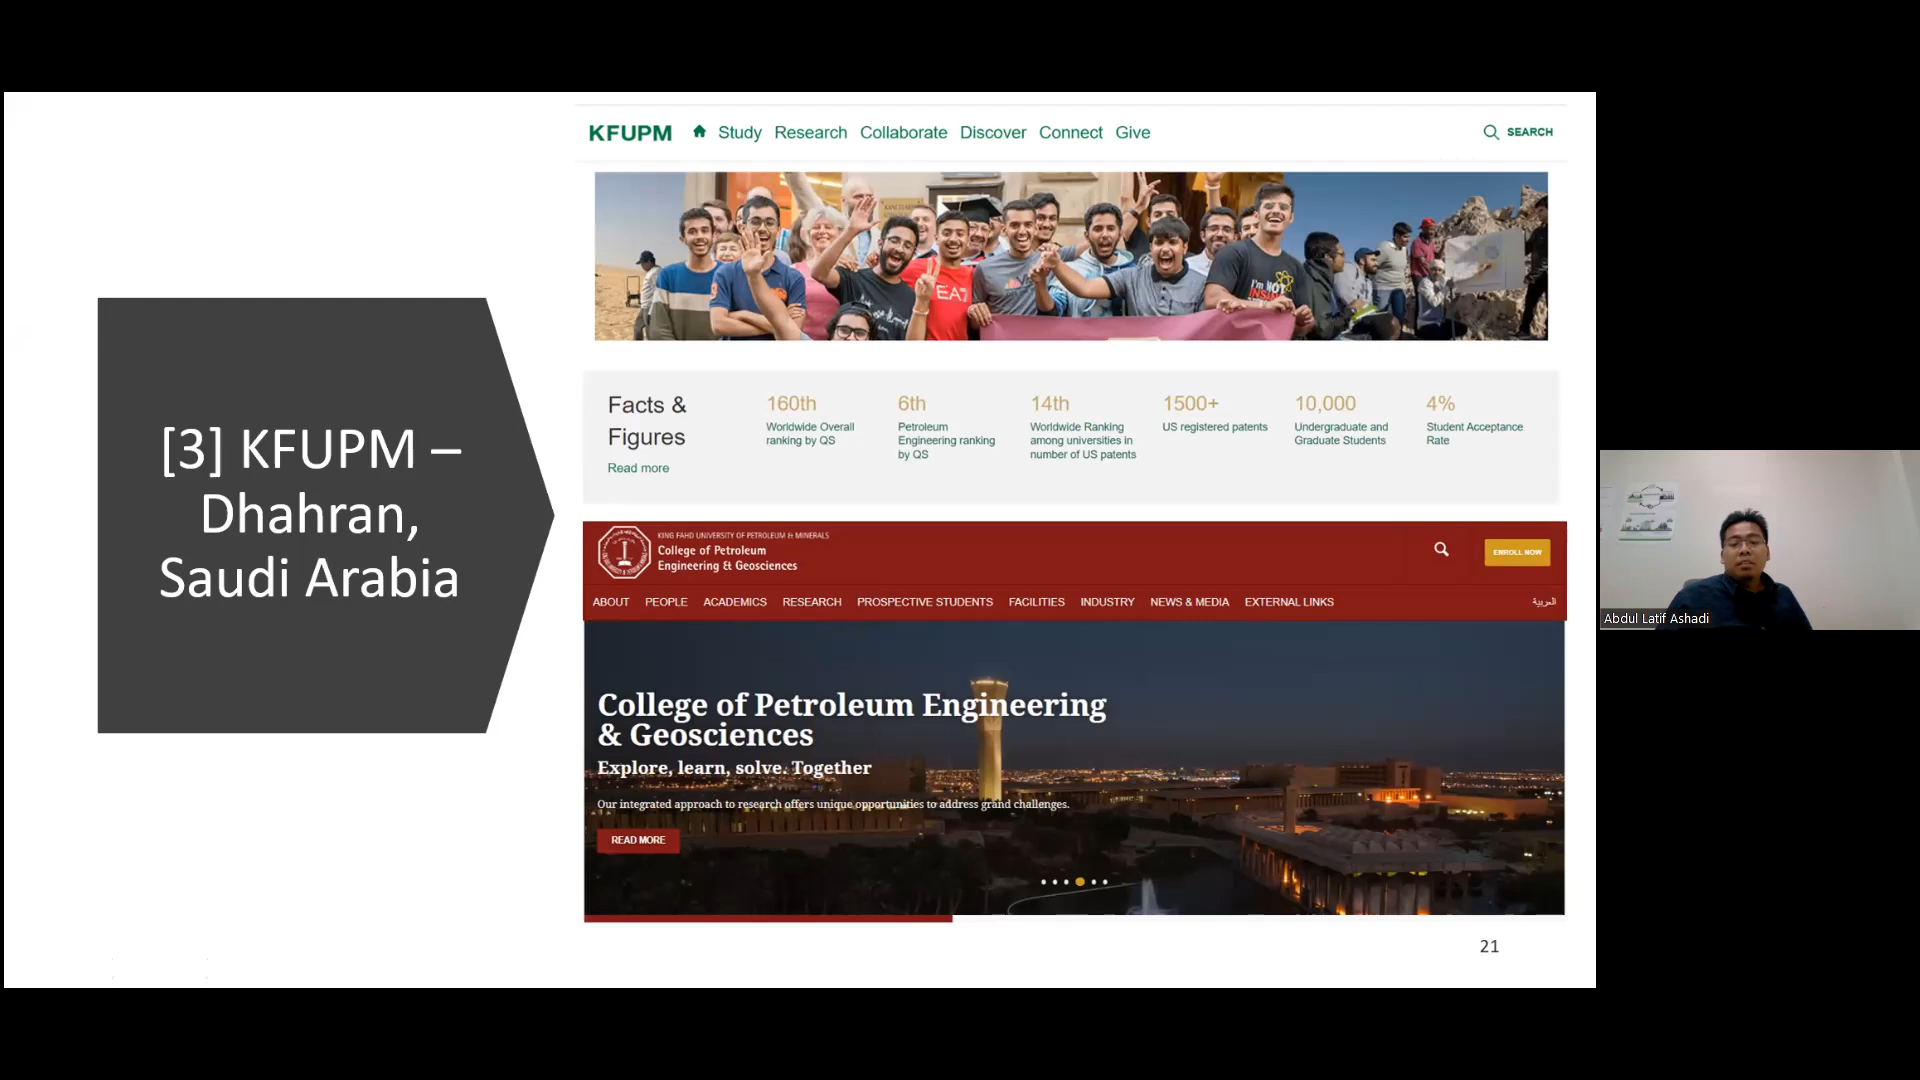 [3] KFUPM –
Dhahran,
Saudi Arabia
KFUPM Study Research Collaborate Discover Connect Give SEARCH
EA7
I'm NOT
Facts &
Figures
Read more
160th
Worldwide Overall
ranking by QS
6th
Petroleum
Engineering ranking
by QS
14th
Worldwide Ranking
among universities in
number of US patents
1500+
US registered patents
10,000
Undergraduate and
Graduate Students
4%
Student Acceptance
Rate
KING FAHD UNIVERSITY OF PETROLEUM & MINERALS
College of Petroleum
Engineering & Geosciences
ENROLL NOW
ABOUT PEOPLE ACADEMICS RESEARCH PROSPECTIVE STUDENTS FACILITIES INDUSTRY NEWS & MEDIA EXTERNAL LINKS العربية
College of Petroleum Engineering
& Geosciences
Explore, learn, solve. Together
Our integrated approach to research offers unique opportunities to address grand challenges.
READ MORE
21
Abdul Latif Ashadi